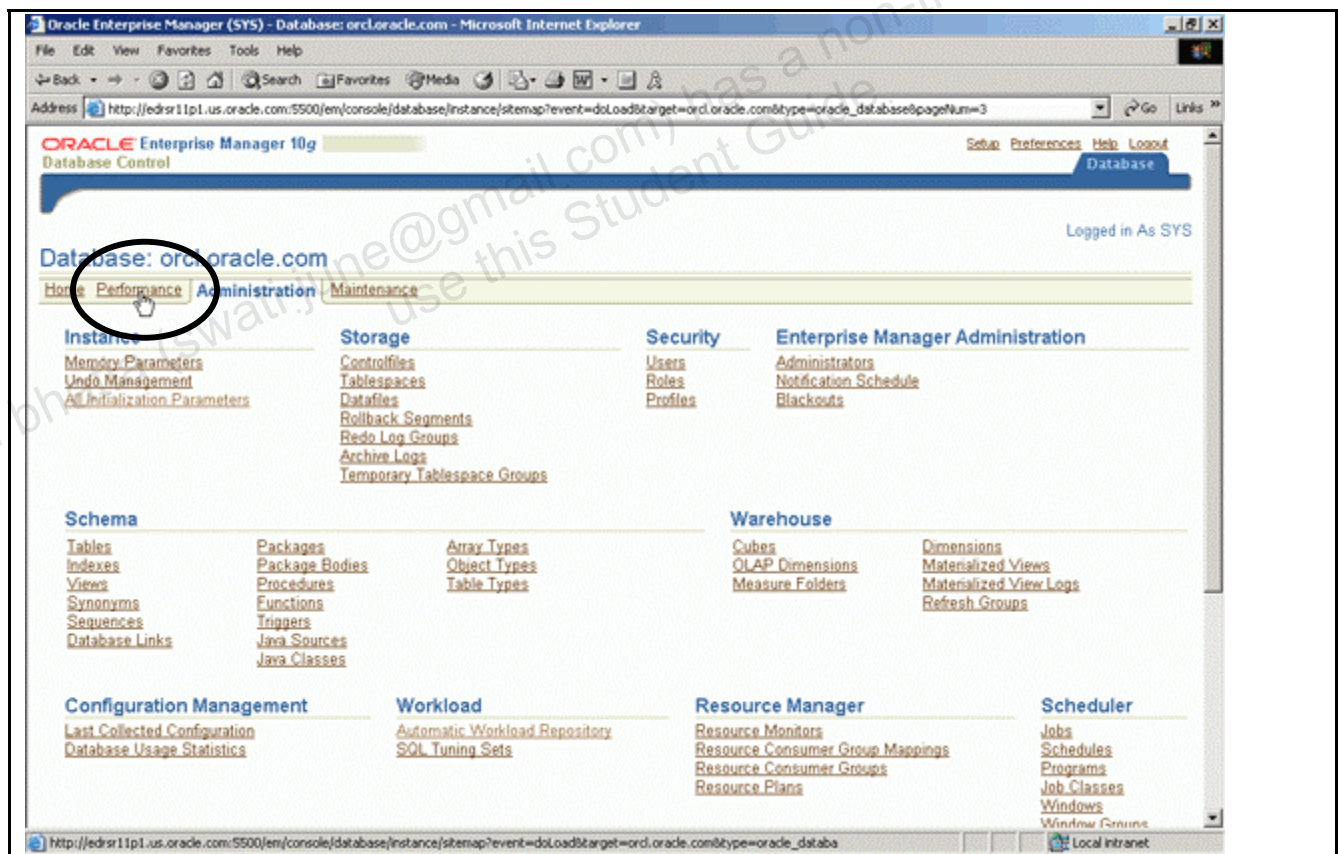 Oracle Enterprise Manager (SYS) - Database: orcl.oracle.com - Microsoft Internet Explorer
File Edit View Favorites Tools Help
Back Search Favorites Media
Address http://edrsr11p1.us.oracle.com:5500/em/console/database/instance/sitemap?event=doLoad&target=orcl.oracle.com&type=oracle_database&pageNum=3 Go Links »
ORACLE Enterprise Manager 10g
Database Control
Setup Preferences Help Logout
Database
Logged in As SYS
Database: orcl.oracle.com
Home Performance Administration Maintenance
Instance Storage Security Enterprise Manager Administration
Memory Parameters Controlfiles Users Administrators
Undo Management Tablespaces Roles Notification Schedule
All Initialization Parameters Datafiles Profiles Blackouts
Rollback Segments
Redo Log Groups
Archive Logs
Temporary Tablespace Groups
Schema Warehouse
Tables Packages Array Types Cubes Dimensions
Indexes Package Bodies Object Types OLAP Dimensions Materialized Views
Views Procedures Table Types Measure Folders Materialized View Logs
Synonyms Functions Refresh Groups
Sequences Triggers
Database Links Java Sources
Java Classes
Configuration Management Workload Resource Manager Scheduler
Last Collected Configuration Automatic Workload Repository Resource Monitors Jobs
Database Usage Statistics SQL Tuning Sets Resource Consumer Group Mappings Schedules
Resource Consumer Groups Programs
Resource Plans Job Classes
Windows
Window Groups
http://edrsr11p1.us.oracle.com:5500/em/console/database/instance/sitemap?event=doLoad&target=orcl.oracle.com&type=oracle_databa Local intranet
(swati.june@gmail.com) has a non-
use this Student Guide.